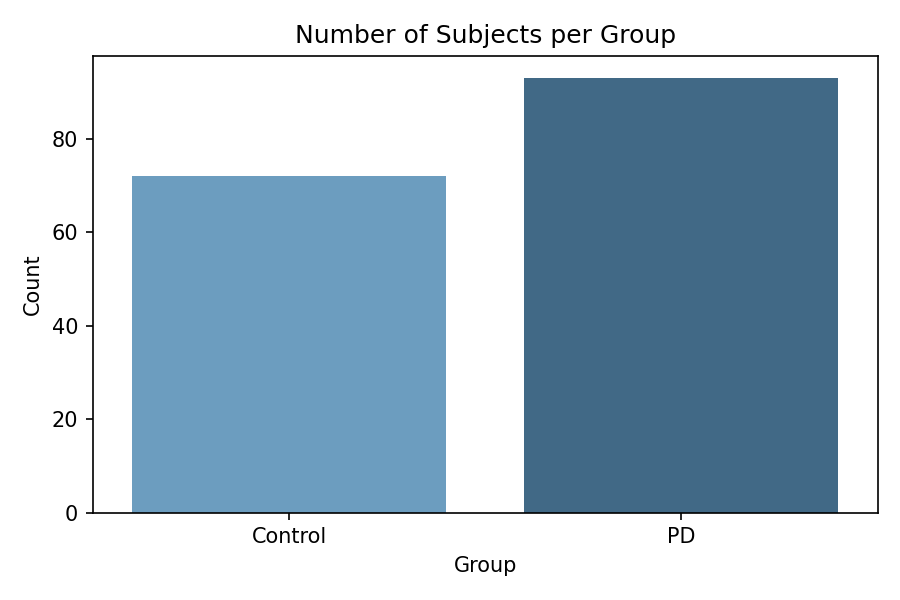 Number of Subjects per Group
80
60
40
20
0
Count
Control
PD
Group